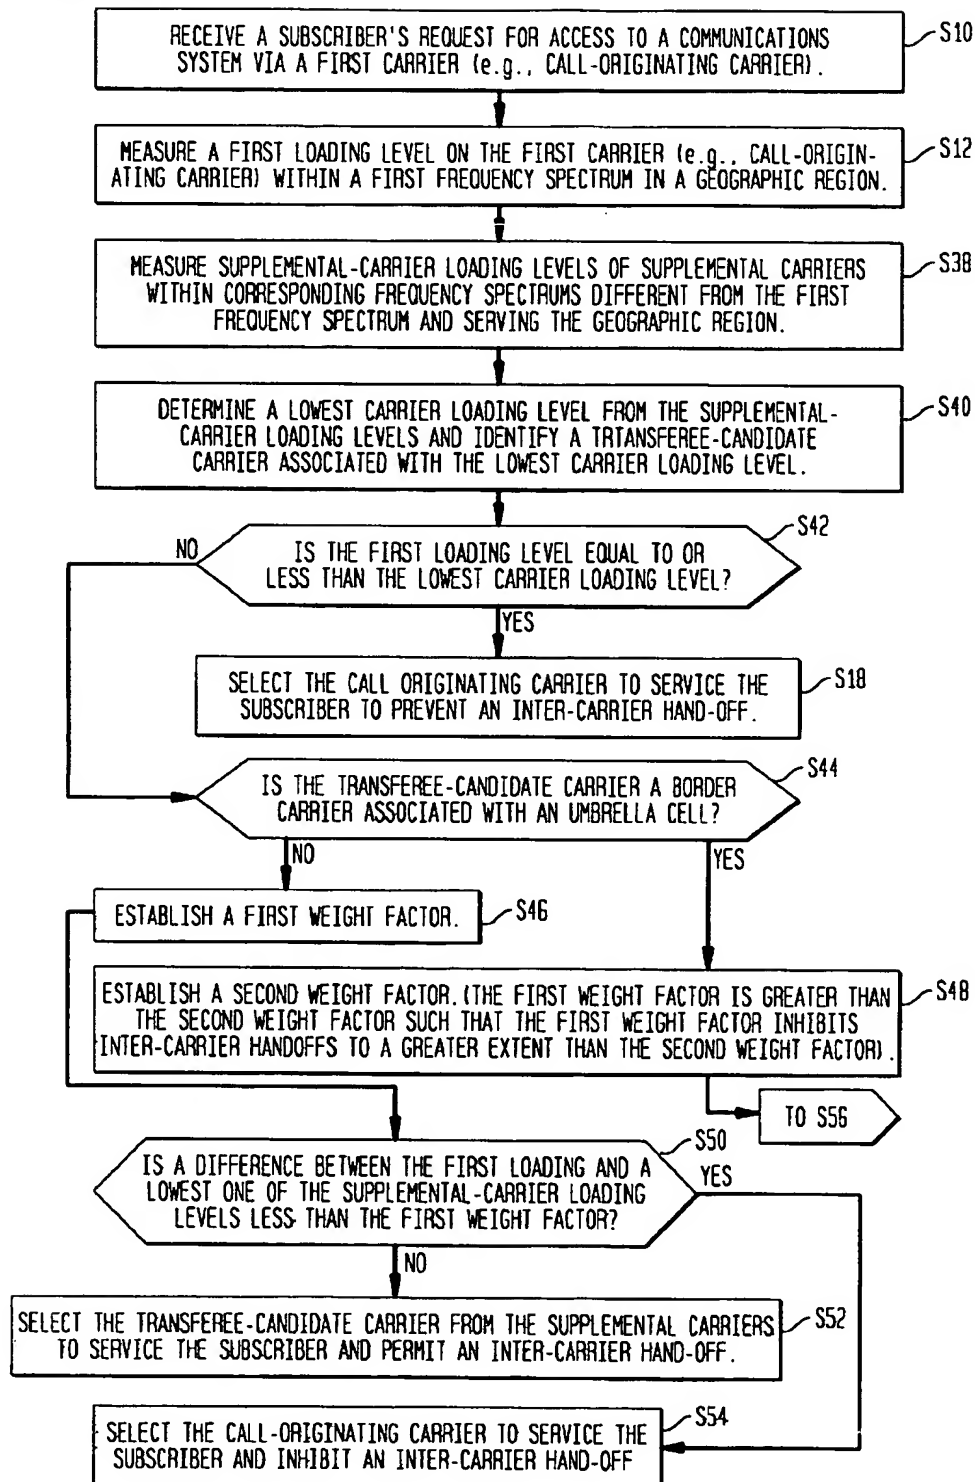 RECEIVE A SUBSCRIBER'S REQUEST FOR ACCESS TO A COMMUNICATIONS
SYSTEM VIA A FIRST CARRIER (e.g., CALL-ORIGINATING CARRIER).
S10
MEASURE A FIRST LOADING LEVEL ON THE FIRST CARRIER (e.g., CALL-ORIGIN-
ATING CARRIER) WITHIN A FIRST FREQUENCY SPECTRUM IN A GEOGRAPHIC REGION.
S12
MEASURE SUPPLEMENTAL-CARRIER LOADING LEVELS OF SUPPLEMENTAL CARRIERS
WITHIN CORRESPONDING FREQUENCY SPECTRUMS DIFFERENT FROM THE FIRST
FREQUENCY SPECTRUM AND SERVING THE GEOGRAPHIC REGION.
S38
DETERMINE A LOWEST CARRIER LOADING LEVEL FROM THE SUPPLEMENTAL-
CARRIER LOADING LEVELS AND IDENTIFY A TRTANSFEREE-CANDIDATE
CARRIER ASSOCIATED WITH THE LOWEST CARRIER LOADING LEVEL.
S40
IS THE FIRST LOADING LEVEL EQUAL TO OR
LESS THAN THE LOWEST CARRIER LOADING LEVEL?
S42
NO
YES
SELECT THE CALL ORIGINATING CARRIER TO SERVICE THE
SUBSCRIBER TO PREVENT AN INTER-CARRIER HAND-OFF.
S18
IS THE TRANSFEREE-CANDIDATE CARRIER A BORDER
CARRIER ASSOCIATED WITH AN UMBRELLA CELL?
S44
NO
YES
ESTABLISH A FIRST WEIGHT FACTOR.
S46
ESTABLISH A SECOND WEIGHT FACTOR.(THE FIRST WEIGHT FACTOR IS GREATER THAN
THE SECOND WEIGHT FACTOR SUCH THAT THE FIRST WEIGHT FACTOR INHIBITS
INTER-CARRIER HANDOFFS TO A GREATER EXTENT THAN THE SECOND WEIGHT FACTOR).
S48
TO S56
IS A DIFFERENCE BETWEEN THE FIRST LOADING AND A
LOWEST ONE OF THE SUPPLEMENTAL-CARRIER LOADING
LEVELS LESS THAN THE FIRST WEIGHT FACTOR?
S50
YES
NO
SELECT THE TRANSFEREE-CANDIDATE CARRIER FROM THE SUPPLEMENTAL CARRIERS
TO SERVICE THE SUBSCRIBER AND PERMIT AN INTER-CARRIER HAND-OFF.
S52
SELECT THE CALL-ORIGINATING CARRIER TO SERVICE THE
SUBSCRIBER AND INHIBIT AN INTER-CARRIER HAND-OFF
S54